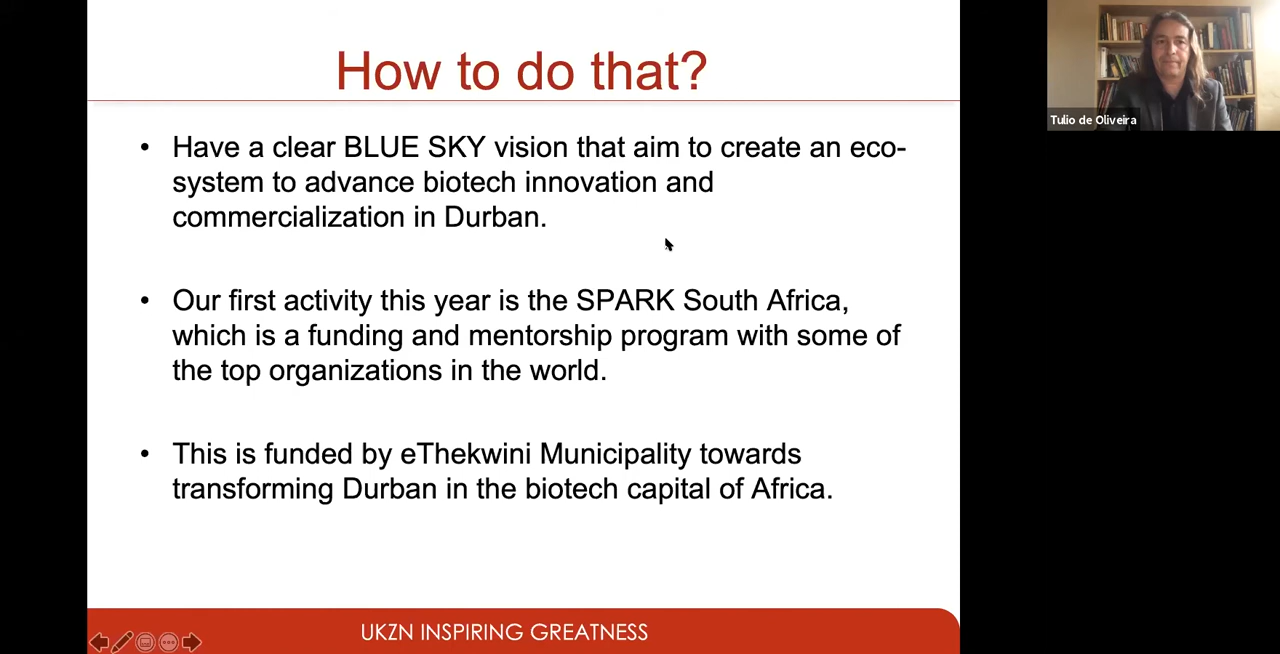 How to do that?
Tulio de Oliveira
• Have a clear BLUE SKY vision that aim to create an eco-
system to advance biotech innovation and
commercialization in Durban.
• Our first activity this year is the SPARK South Africa,
which is a funding and mentorship program with some of
the top organizations in the world.
• This is funded by eThekwini Municipality towards
transforming Durban in the biotech capital of Africa.
UKZN INSPIRING GREATNESS